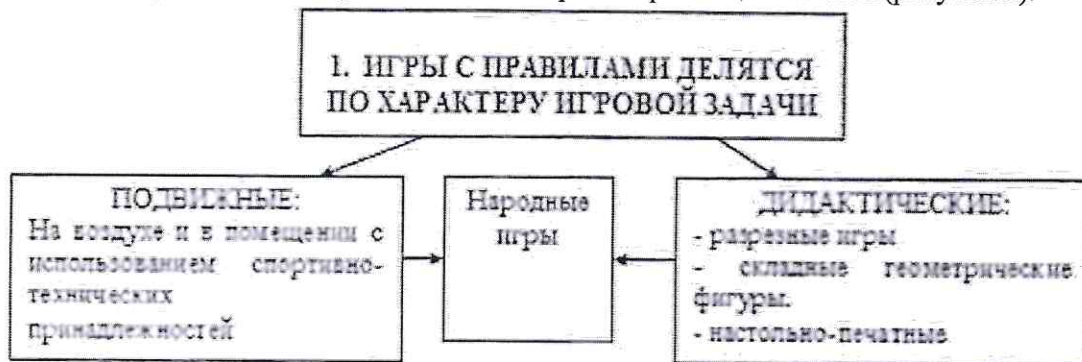 1. ИГРЫ С ПРАВИЛАМИ ДЕЛЯТСЯ
ПО ХАРАКТЕРУ ИГРОВОЙ ЗАДАЧИ
ПОДВИЖНЫЕ:
На воздухе и в помещении с
использованием спортивно-
технических
принадлежностей
Народные
игры
ДИДАКТИЧЕСКИЕ:
- разрезные игры
- складные геометрические
фигуры.
- настольно-печатные